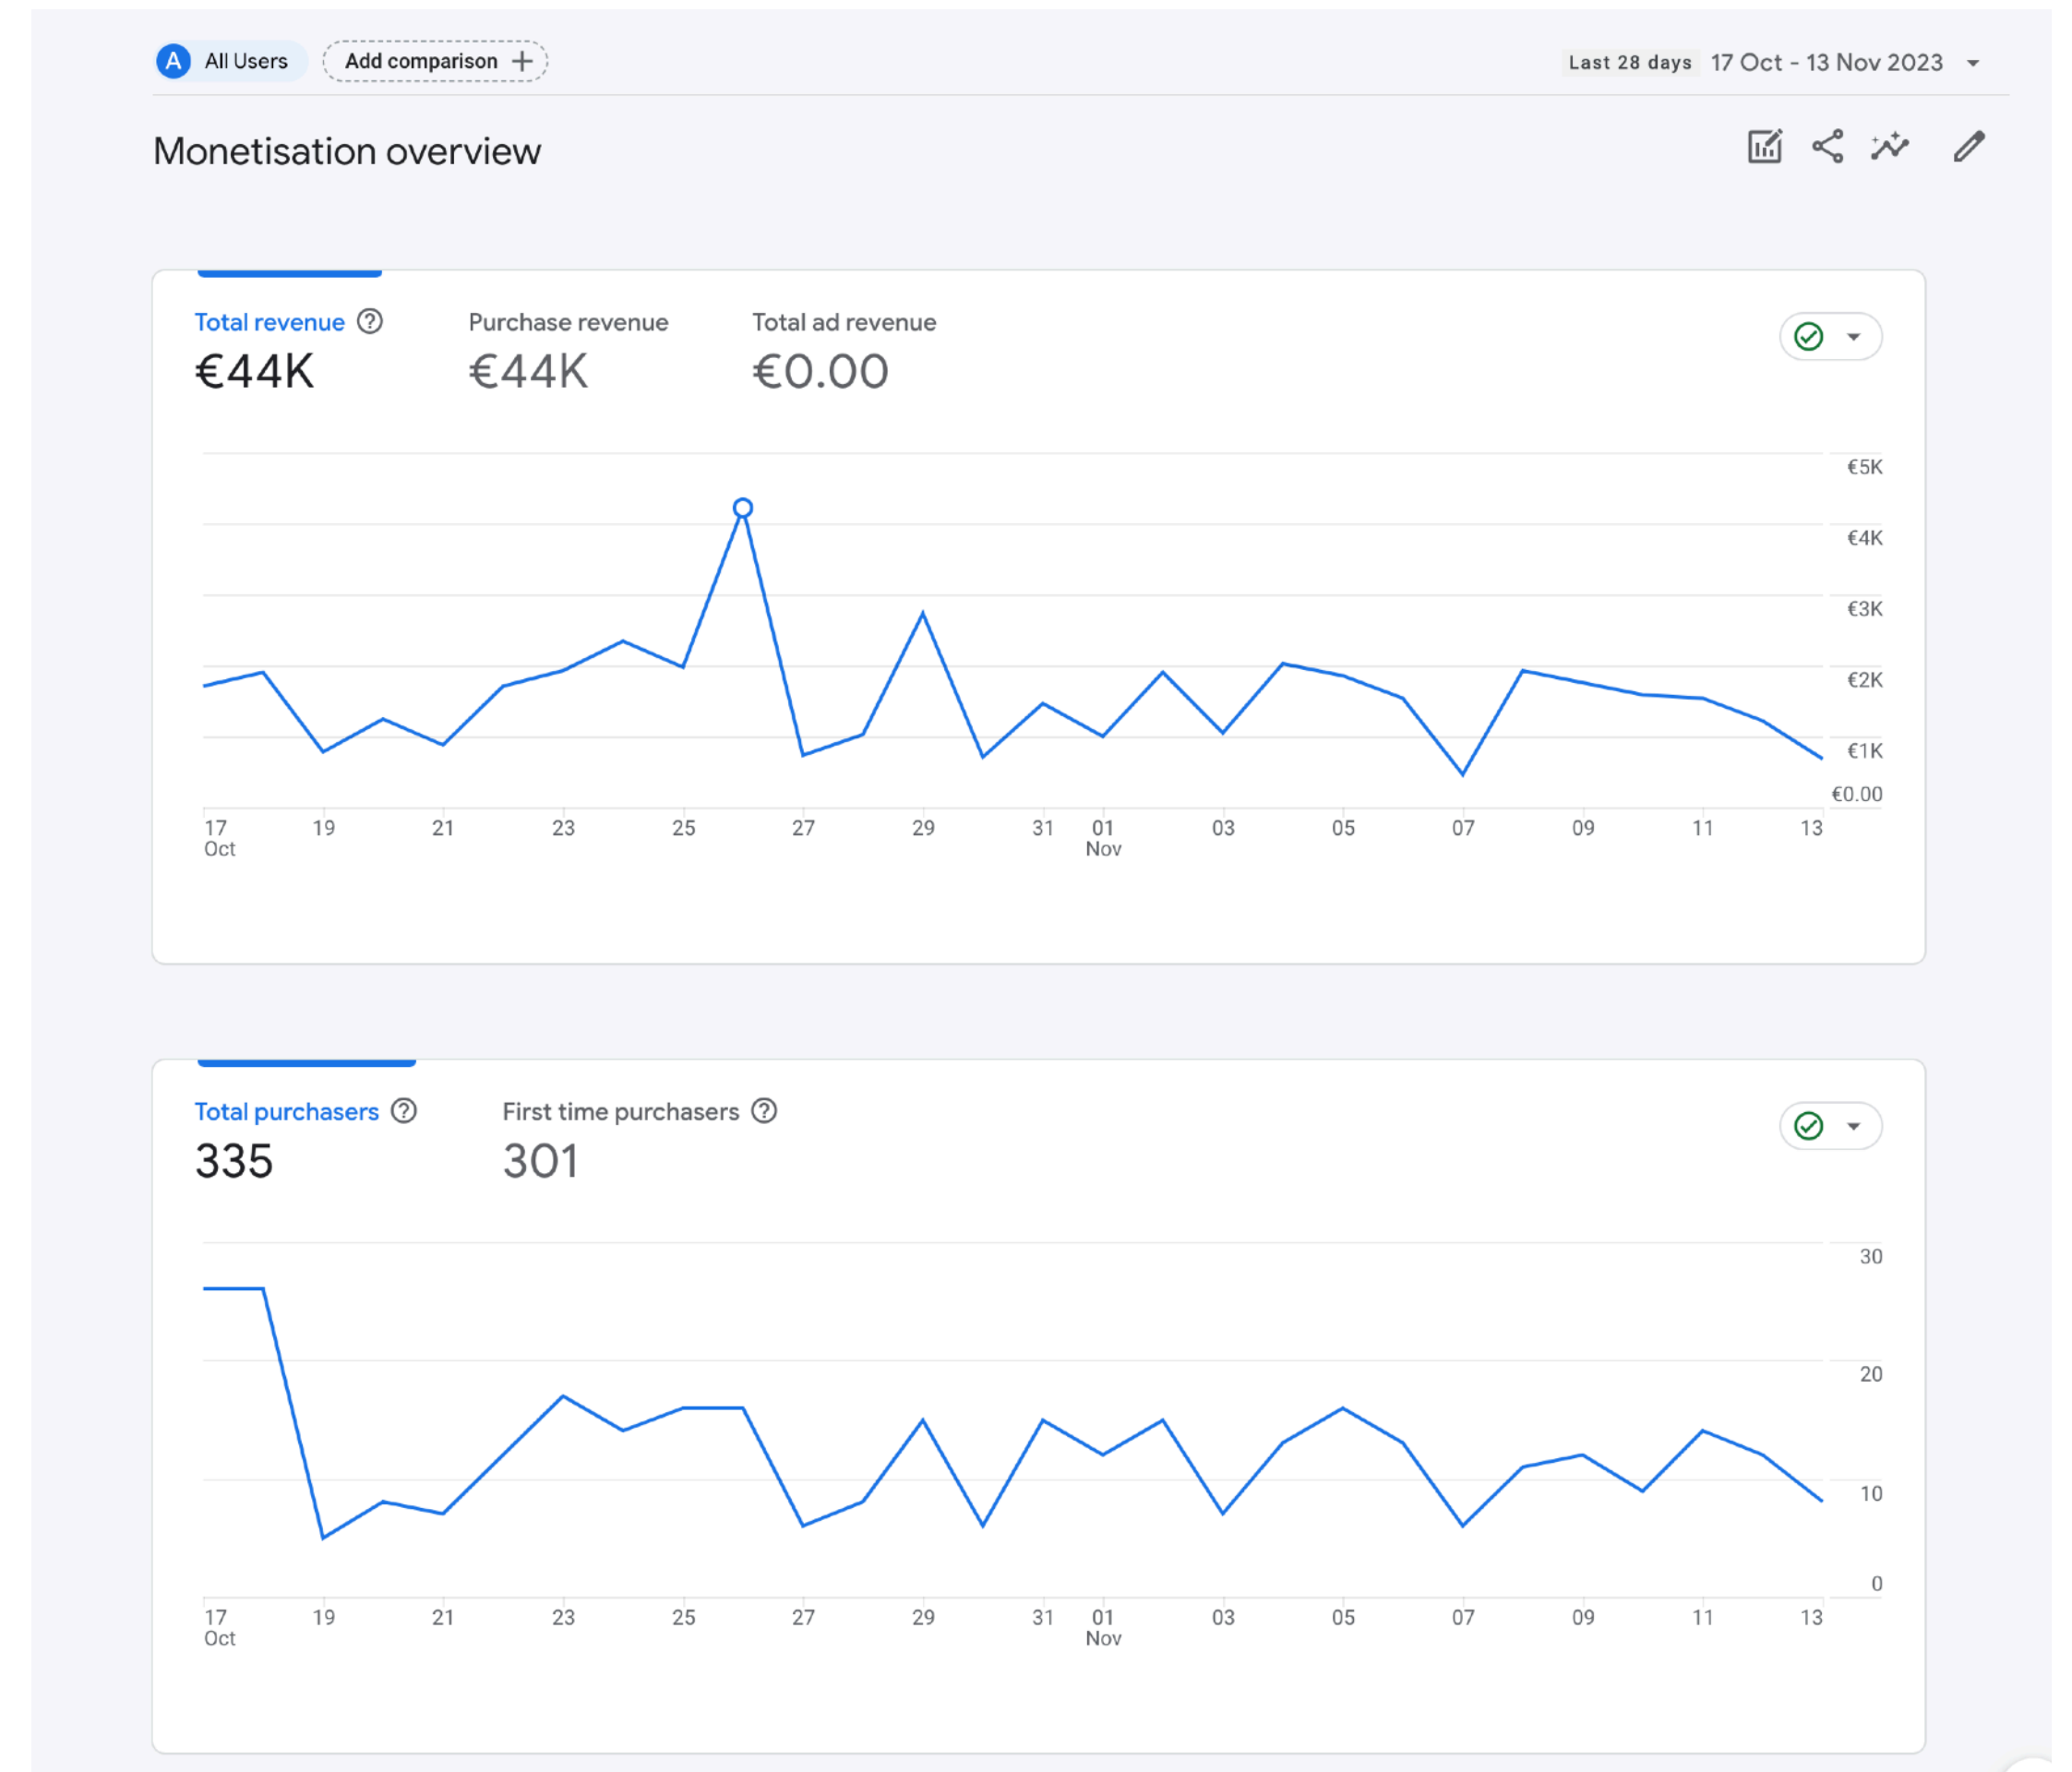 A All Users Add comparison + Last 28 days 17 Oct - 13 Nov 2023
Monetisation overview
Total revenue ? Purchase revenue Total ad revenue
€44K €44K €0.00
€5K
€4K
€3K
€2K
€1K
€0.00
17 19 21 23 25 27 29 31 01 03 05 07 09 11 13
Oct Nov
Total purchasers ? First time purchasers ?
335 301
30
20
10
0
17 19 21 23 25 27 29 31 01 03 05 07 09 11 13
Oct Nov